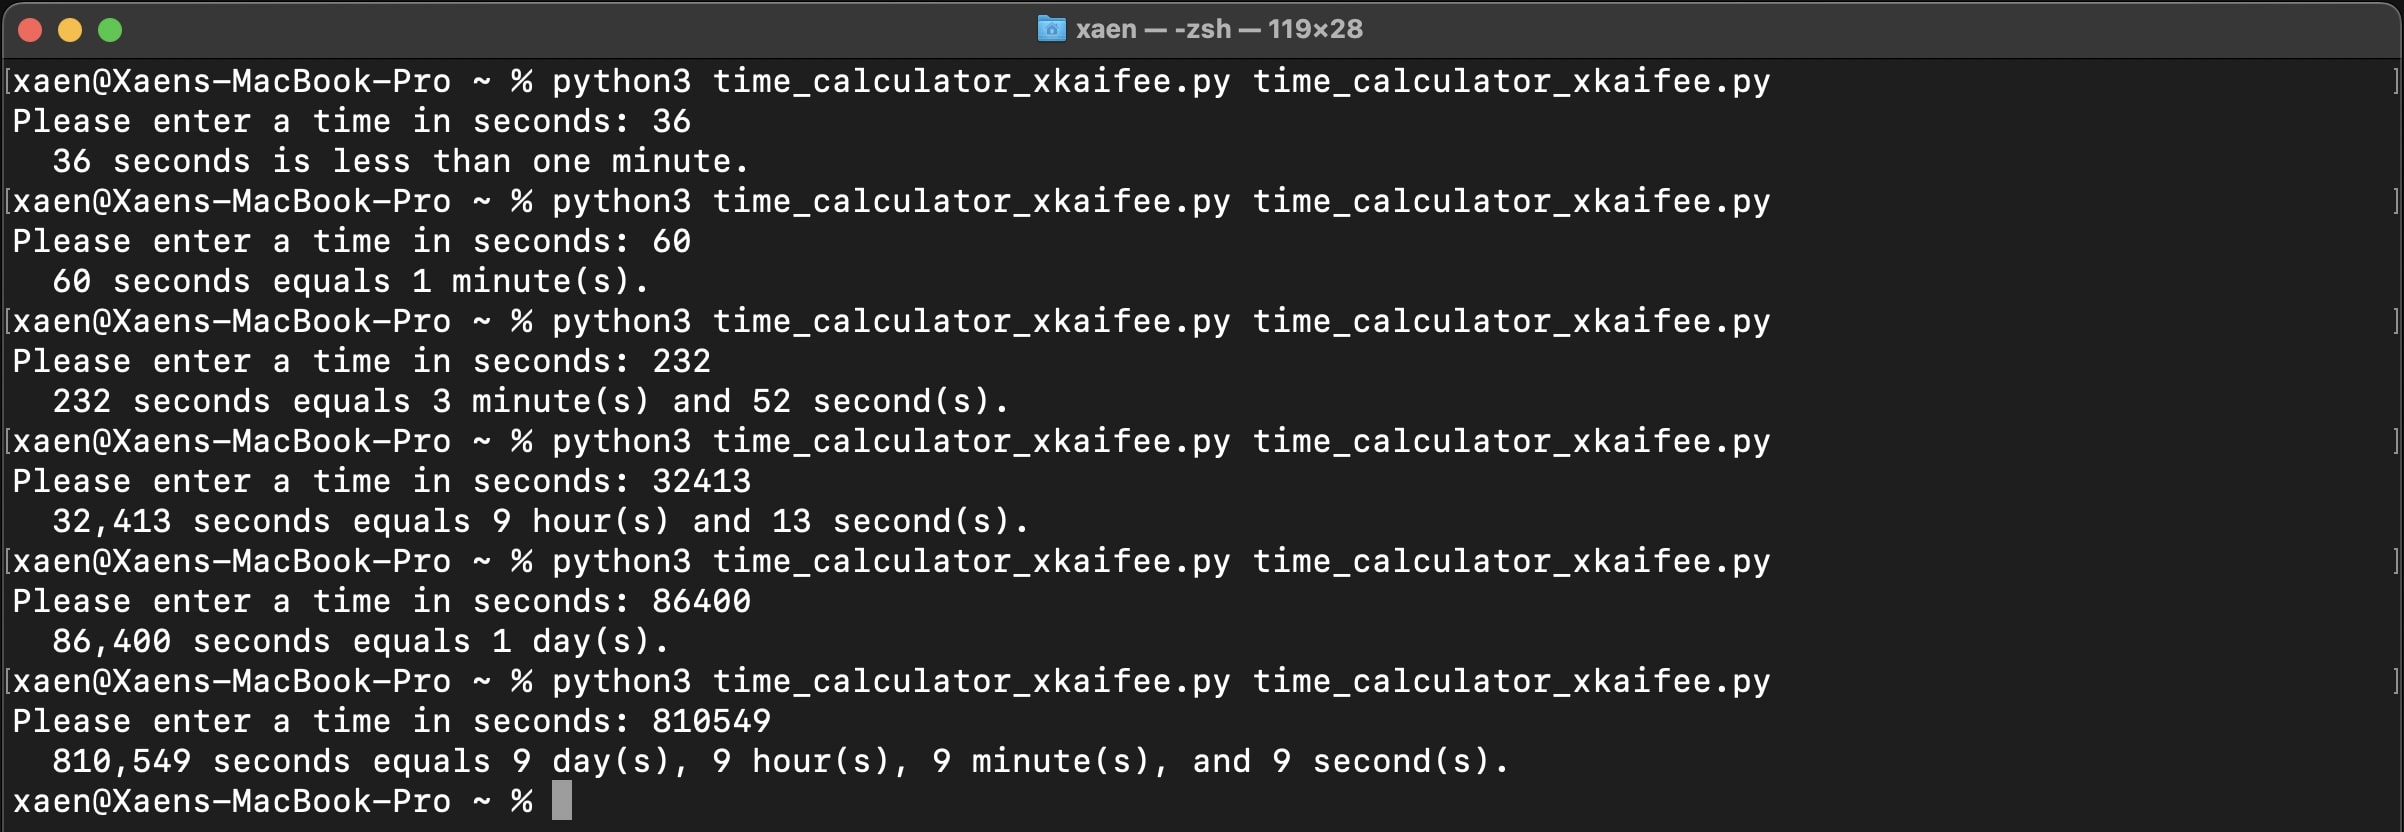 xaen — -zsh — 119×28
xaen@Xaens-MacBook-Pro ~ % python3 time_calculator_xkaifee.py time_calculator_xkaifee.py
Please enter a time in seconds: 36
  36 seconds is less than one minute.
xaen@Xaens-MacBook-Pro ~ % python3 time_calculator_xkaifee.py time_calculator_xkaifee.py
Please enter a time in seconds: 60
  60 seconds equals 1 minute(s).
xaen@Xaens-MacBook-Pro ~ % python3 time_calculator_xkaifee.py time_calculator_xkaifee.py
Please enter a time in seconds: 232
  232 seconds equals 3 minute(s) and 52 second(s).
xaen@Xaens-MacBook-Pro ~ % python3 time_calculator_xkaifee.py time_calculator_xkaifee.py
Please enter a time in seconds: 32413
  32,413 seconds equals 9 hour(s) and 13 second(s).
xaen@Xaens-MacBook-Pro ~ % python3 time_calculator_xkaifee.py time_calculator_xkaifee.py
Please enter a time in seconds: 86400
  86,400 seconds equals 1 day(s).
xaen@Xaens-MacBook-Pro ~ % python3 time_calculator_xkaifee.py time_calculator_xkaifee.py
Please enter a time in seconds: 810549
  810,549 seconds equals 9 day(s), 9 hour(s), 9 minute(s), and 9 second(s).
xaen@Xaens-MacBook-Pro ~ %